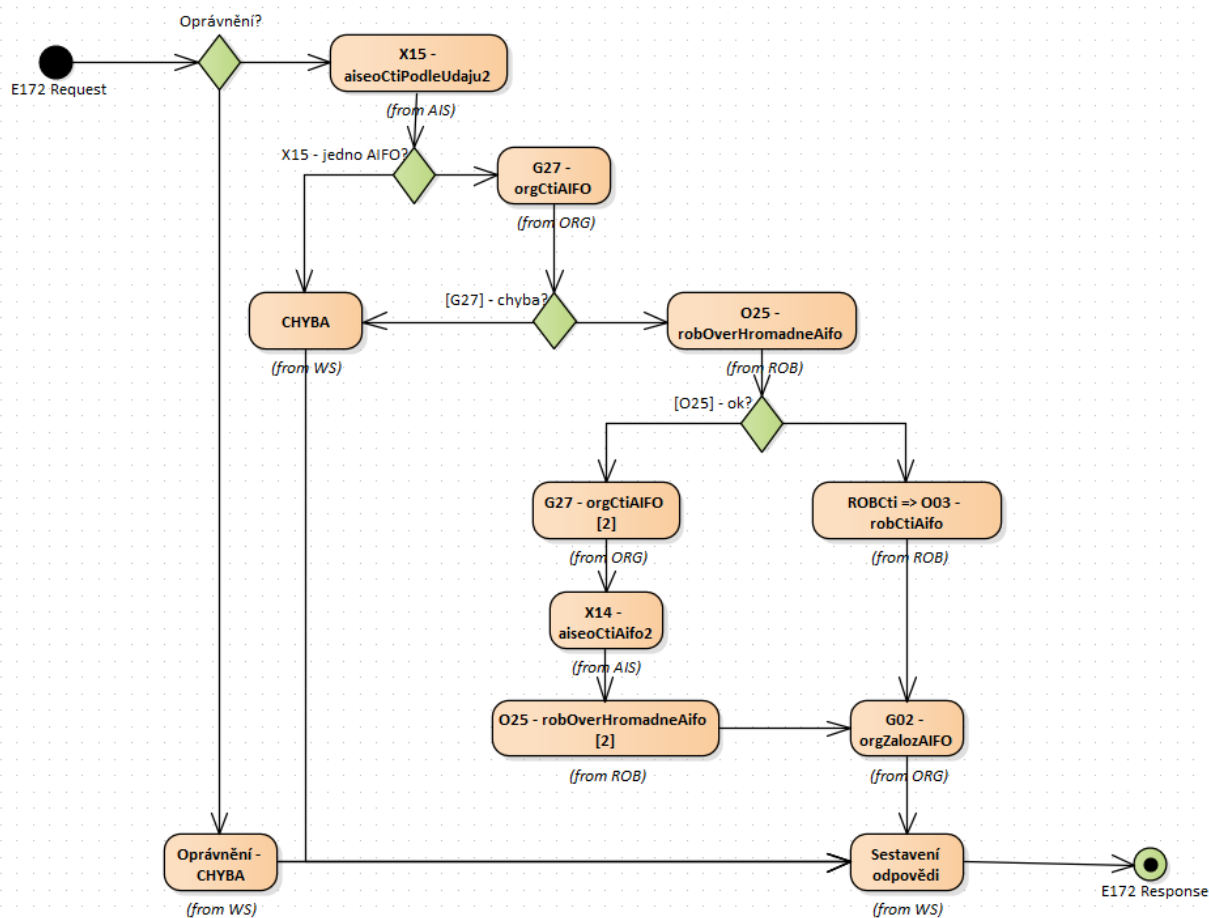 Oprávnění?
E172 Request
X15 -
aiseoCtiPodleUdaju2
(from AIS)
X15 - jedno AIFO?
G27 -
orgCtiAIFO
(from ORG)
[G27] - chyba?
CHYBA
(from WS)
O25 -
robOverHromadneAifo
(from ROB)
[O25] - ok?
G27 - orgCtiAIFO
[2]
(from ORG)
ROBCti => O03 -
robCtiAifo
(from ROB)
X14 -
aiseoCtiAifo2
(from AIS)
O25 - robOverHromadneAifo
[2]
(from ROB)
G02 -
orgZalozAIFO
(from ORG)
Oprávnění -
CHYBA
(from WS)
Sestavení
odpovědi
(from WS)
E172 Response